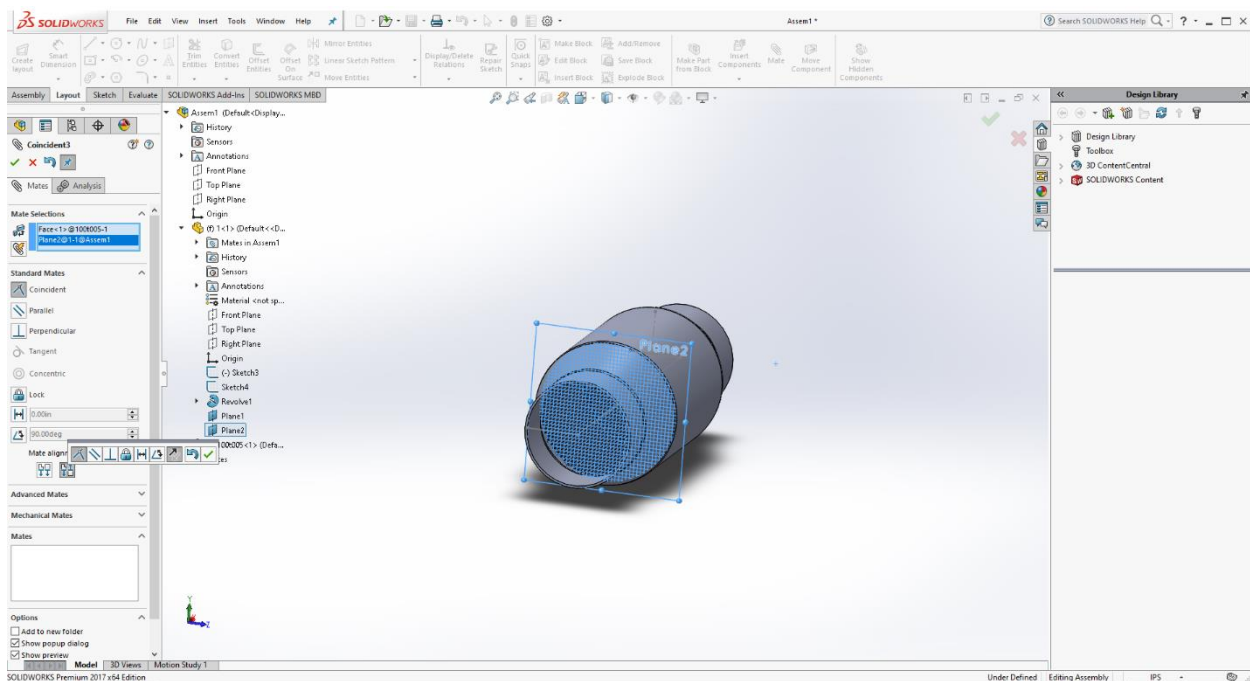 SOLIDWORKS File Edit View Insert Tools Window Help Assem1 * Search SOLIDWORKS Help
Create layout
Smart Dimension
Trim Entities
Convert Entities
Offset Entities
Offset On Surface
Mirror Entities
Linear Sketch Pattern
Move Entities
Display/Delete Relations
Repair Sketch
Quick Snaps
Make Block
Edit Block
Insert Block
Add/Remove
Save Block
Explode Block
Make Part from Block
Insert Components
Mate
More Component
Show Hidden Components
Assembly Layout Sketch Evaluate SOLIDWORKS Add-Ins SOLIDWORKS MBD
Coincident3
Mates Analysis
Mate Selections
Face<1>@100t005-1
Plane2@1-1@Assem1
Standard Mates
Coincident
Parallel
Perpendicular
Tangent
Concentric
Lock
0.00in
90.00deg
Mate alignm
Advanced Mates
Mechanical Mates
Mates
Options
Add to new folder
Show popup dialog
Show preview
Assem1 (Default<Display...
History
Sensors
Annotations
Front Plane
Top Plane
Right Plane
Origin
(f) 1<1> (Default<<D...
Mates in Assem1
History
Sensors
Annotations
Material <not sp...
Front Plane
Top Plane
Right Plane
Origin
(-) Sketch3
Sketch4
Revolve1
Plane1
Plane2
00t005<1> (Defa...
es
Plane2
Y
Z
Design Library
Design Library
Toolbox
3D ContentCentral
SOLIDWORKS Content
Model 3D Views Motion Study 1
SOLIDWORKS Premium 2017 x64 Edition Under Defined Editing Assembly IPS